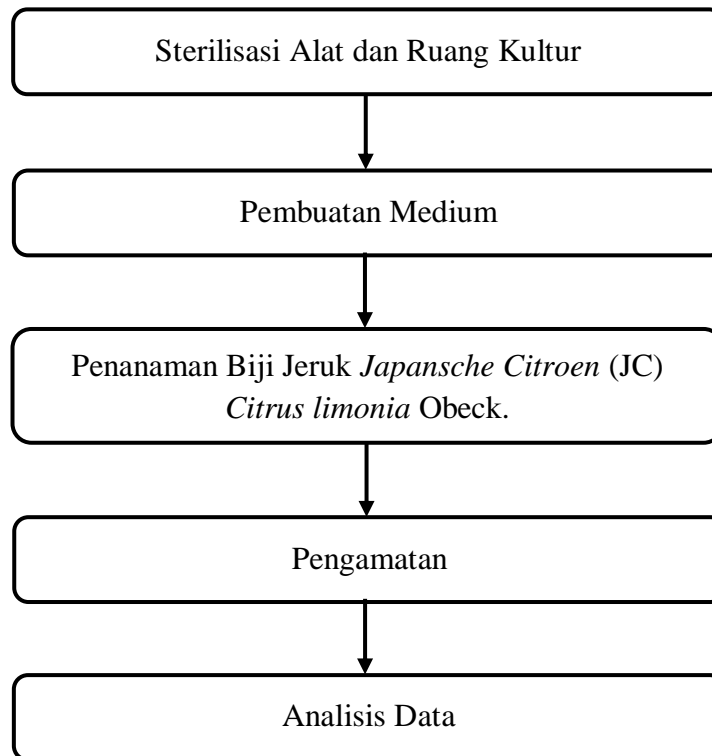 Sterilisasi Alat dan Ruang Kultur
Pembuatan Medium
Penanaman Biji Jeruk Japansche Citroen (JC)
Citrus limonia Obeck.
Pengamatan
Analisis Data